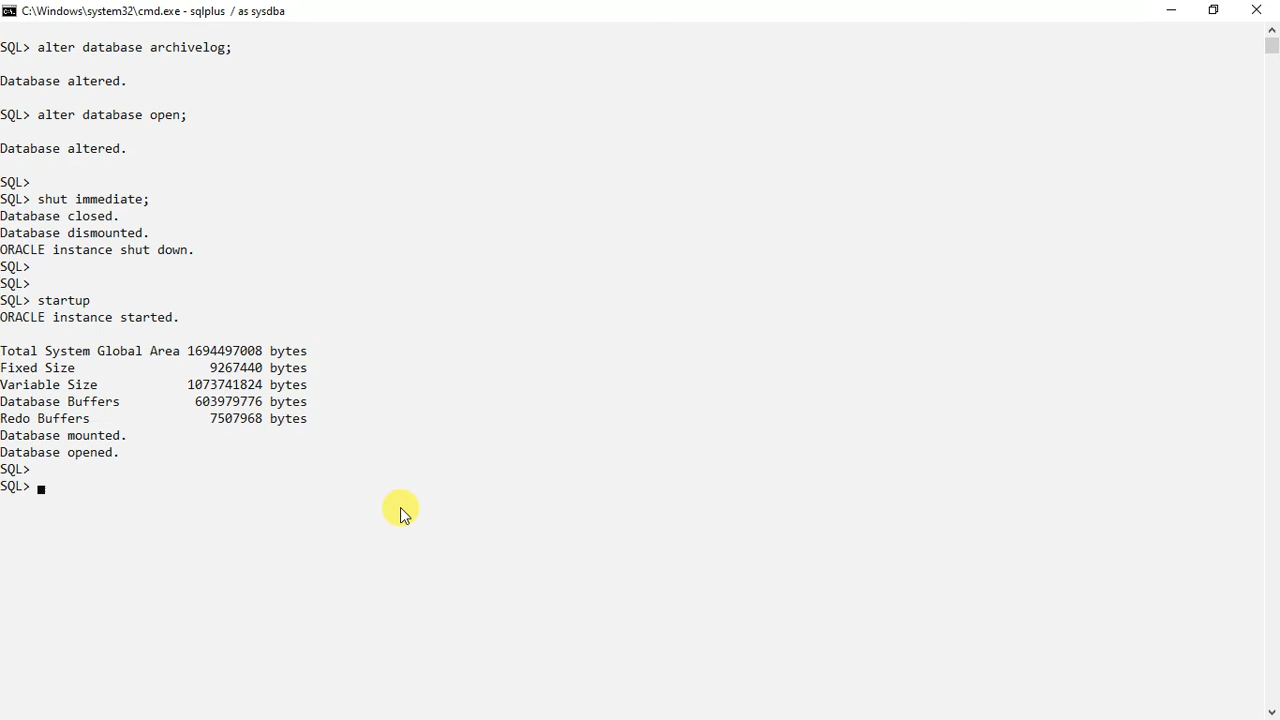 C:\Windows\system32\cmd.exe - sqlplus  / as sysdba
SQL> alter database archivelog;
Database altered.
SQL> alter database open;
Database altered.
SQL>
SQL> shut immediate;
Database closed.
Database dismounted.
ORACLE instance shut down.
SQL>
SQL>
SQL> startup
ORACLE instance started.
Total System Global Area 1694497008 bytes
Fixed Size                  9267440 bytes
Variable Size            1073741824 bytes
Database Buffers          603979776 bytes
Redo Buffers                7507968 bytes
Database mounted.
Database opened.
SQL>
SQL>